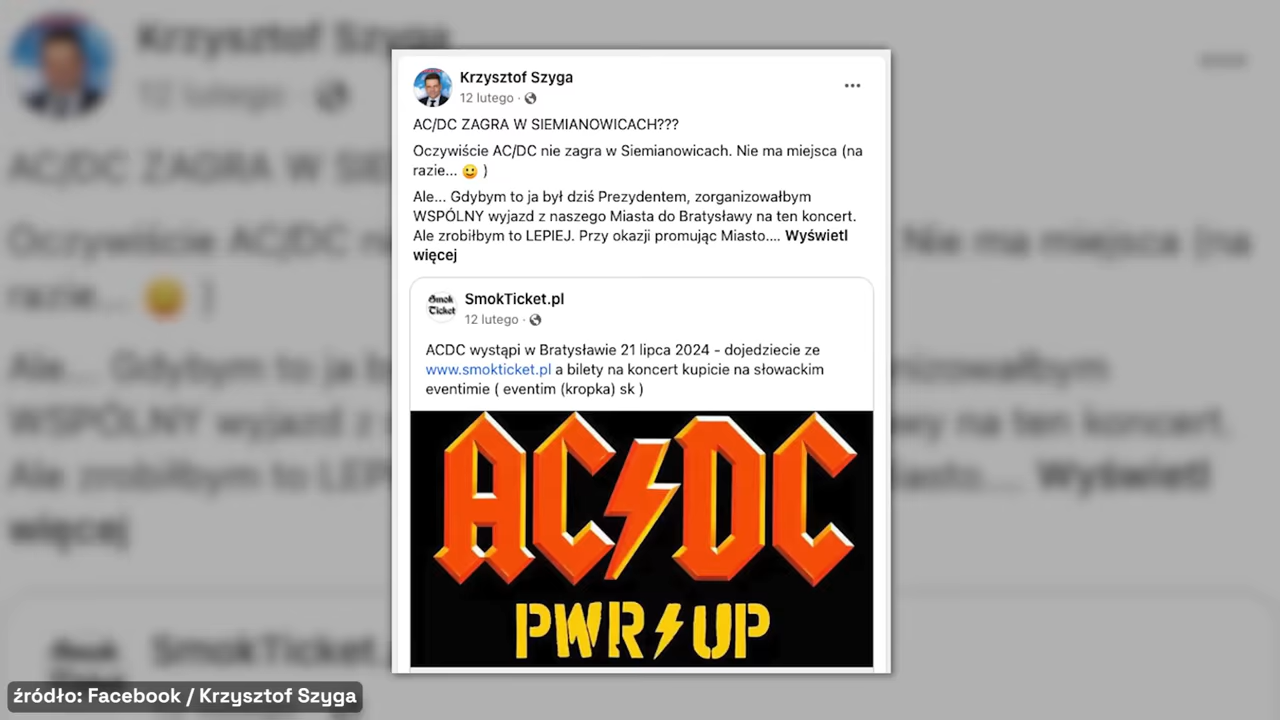 Krzysztof Szyga
12 lutego ·
AC/DC ZAGRA W SIEMIANOWICACH???
Oczywiście AC/DC nie zagra w Siemianowicach. Nie ma miejsca (na
razie... 🙂 )
Ale... Gdybym to ja był dziś Prezydentem, zorganizowałbym
WSPÓLNY wyjazd z naszego Miasta do Bratysławy na ten koncert.
Ale zrobiłbym to LEPIEJ. Przy okazji promując Miasto.... Wyświetl
więcej
Smok
Ticket
SmokTicket.pl
12 lutego ·
ACDC wystąpi w Bratysławie 21 lipca 2024 - dojedziecie ze
www.smokticket.pl a bilety na koncert kupicie na słowackim
eventimie ( eventim (kropka) sk )
AC⚡DC
PWR⚡UP
źródło: Facebook / Krzysztof Szyga